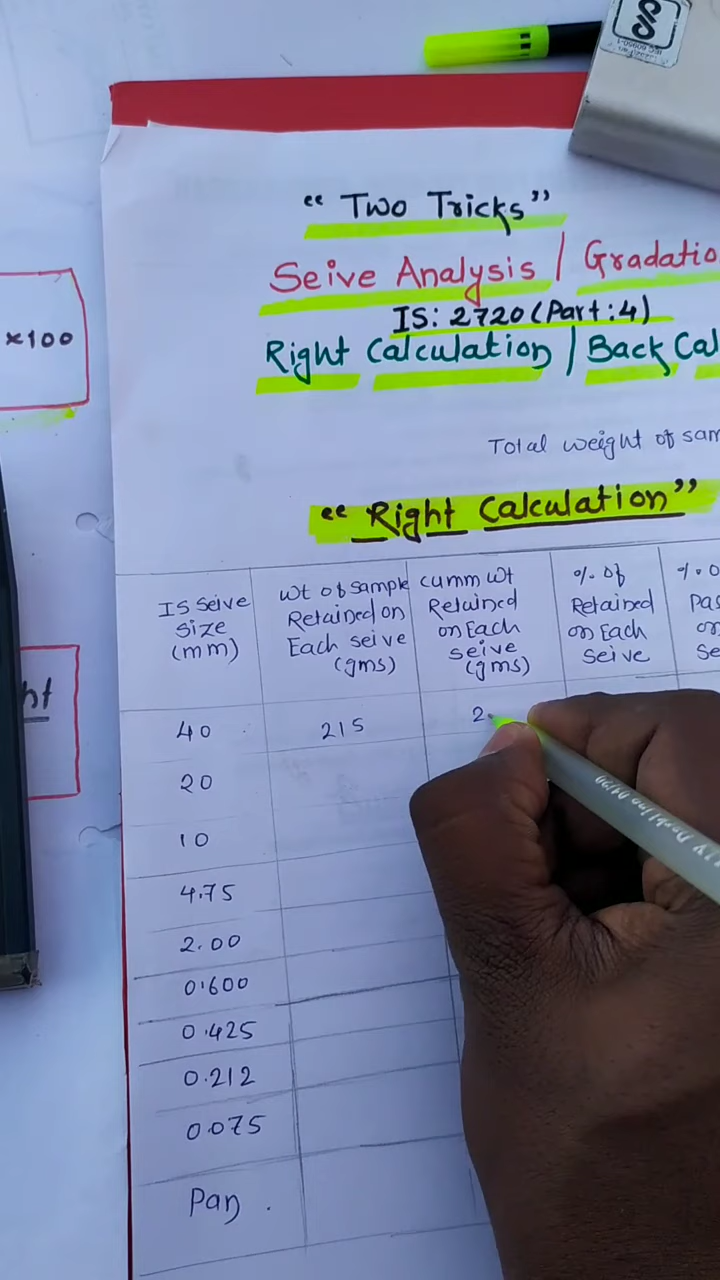 “ Two Tricks”
Seive Analysis / Gradatio
IS: 2720 (Part:4)
×100
Right Calculation / Back Cal
Total weight of sam
“ Right Calculation”
IS Seive Size (mm)
Wt of sample Retained on Each seive (gms)
cumm wt Retained on Each seive (gms)
%. Of Retained on Each Seive
40
215
2
20
10
4.75
2.00
0.600
0.425
0.212
0.075
Pan .